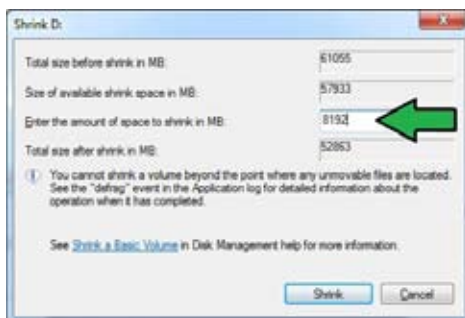 Shrink D:
Total size before shrink in MB: 61055
Size of available shrink space in MB: 57933
Enter the amount of space to shrink in MB: 8192
Total size after shrink in MB: 52863
You cannot shrink a volume beyond the point where any unmovable files are located.
See the "defrag" event in the Application log for detailed information about the
operation when it has completed.
See Shrink a Basic Volume in Disk Management help for more information.
Shrink Cancel